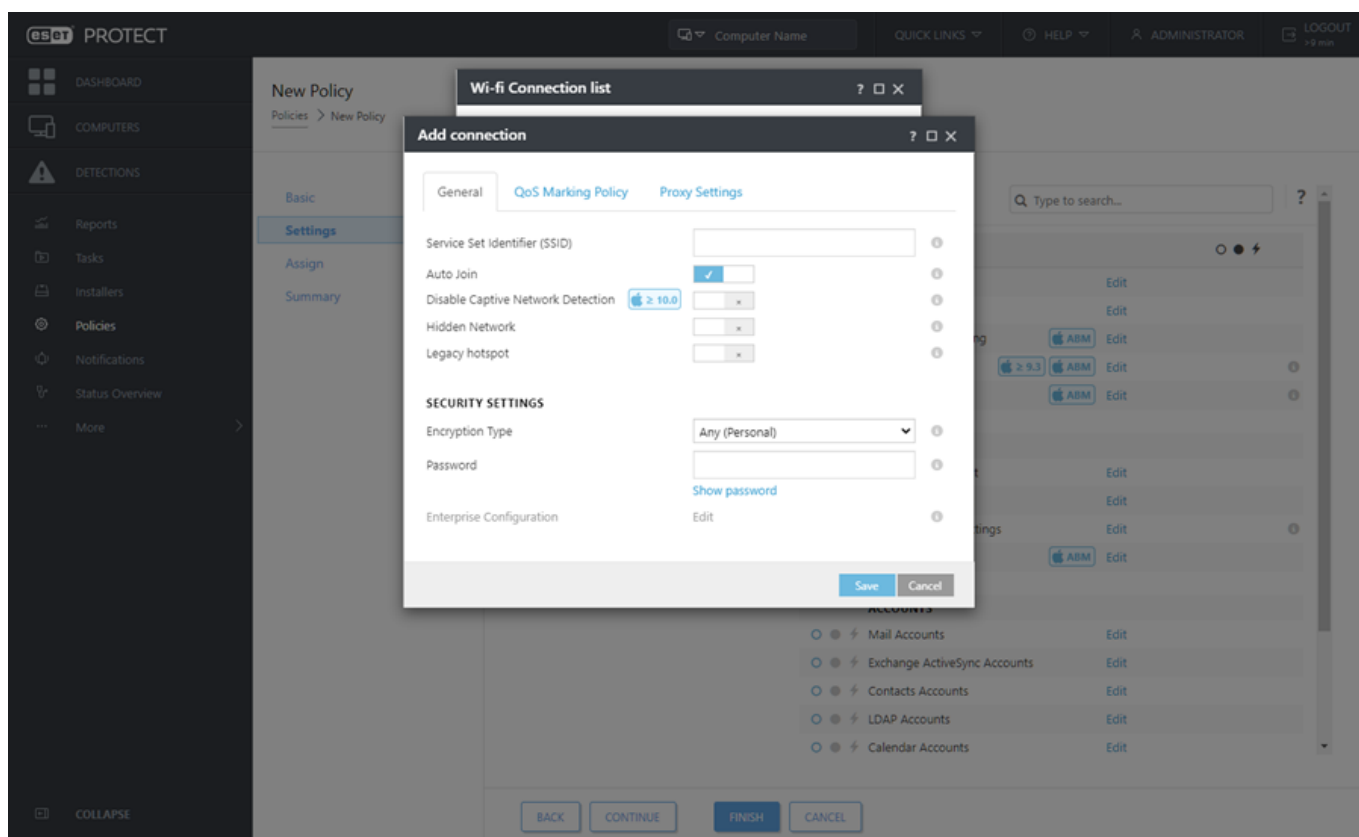 eset PROTECT
Computer Name
QUICK LINKS
HELP
ADMINISTRATOR
LOGOUT
>9 min
DASHBOARD
COMPUTERS
DETECTIONS
Reports
Tasks
Installers
Policies
Notifications
Status Overview
More
COLLAPSE
New Policy
Policies > New Policy
Basic
Settings
Assign
Summary
Wi-fi Connection list
Add connection
General QoS Marking Policy Proxy Settings
Service Set Identifier (SSID)
Auto Join
Disable Captive Network Detection ≥ 10.0
Hidden Network
Legacy hotspot
SECURITY SETTINGS
Encryption Type Any (Personal)
Password
Show password
Enterprise Configuration Edit
Save Cancel
Type to search...
?
Edit
Edit
ng ABM Edit
≥ 9.3 ABM Edit
ABM Edit
Edit
Edit
tings Edit
ABM Edit
ACCOUNTS
Mail Accounts Edit
Exchange ActiveSync Accounts Edit
Contacts Accounts Edit
LDAP Accounts Edit
Calendar Accounts Edit
BACK CONTINUE FINISH CANCEL